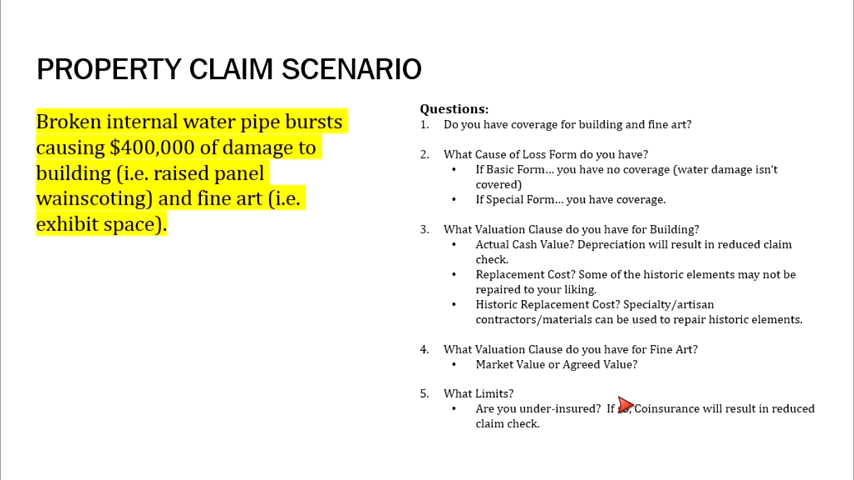 PROPERTY CLAIM SCENARIO
Broken internal water pipe bursts
causing $400,000 of damage to
building (i.e. raised panel
wainscoting) and fine art (i.e.
exhibit space).
Questions:
1. Do you have coverage for building and fine art?
2. What Cause of Loss Form do you have?
• If Basic Form… you have no coverage (water damage isn't
covered)
• If Special Form… you have coverage.
3. What Valuation Clause do you have for Building?
• Actual Cash Value? Depreciation will result in reduced claim
check.
• Replacement Cost? Some of the historic elements may not be
repaired to your liking.
• Historic Replacement Cost? Specialty/artisan
contractors/materials can be used to repair historic elements.
4. What Valuation Clause do you have for Fine Art?
• Market Value or Agreed Value?
5. What Limits?
• Are you under-insured? If so, Coinsurance will result in reduced
claim check.